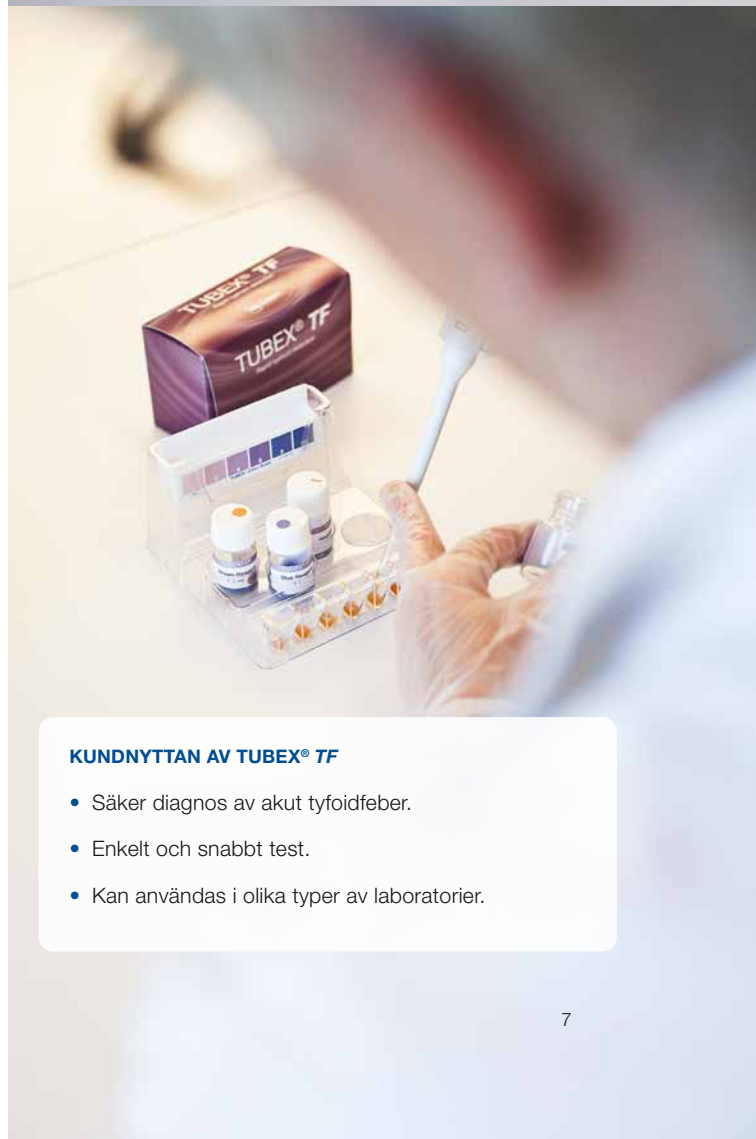 TUBEX® TF
TUBEX® TF
KUNDNYTTAN AV TUBEX® TF
• Säker diagnos av akut tyfoidfeber.
• Enkelt och snabbt test.
• Kan användas i olika typer av laboratorier.
7